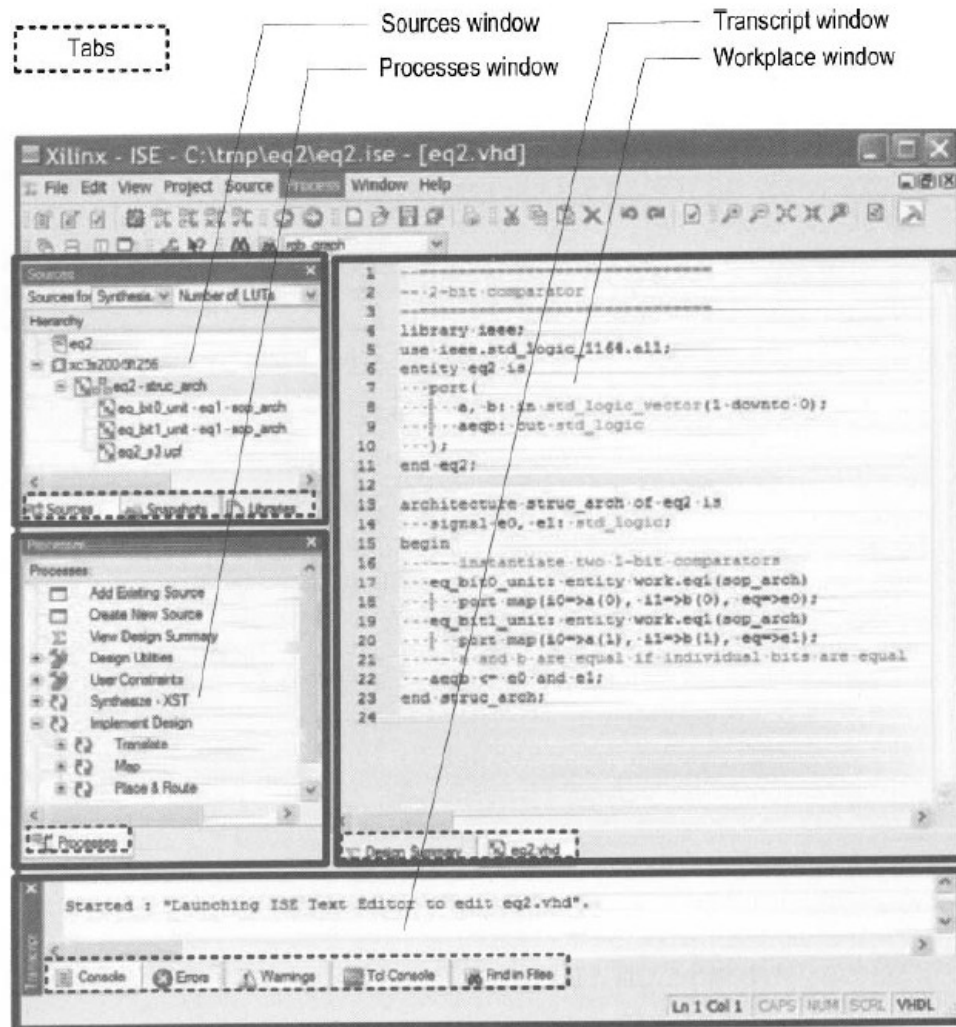 Tabs
Sources window
Processes window
Transcript window
Workplace window
Xilinx - ISE - C:\tmp\eq2\eq2.ise - [eq2.vhd]
File Edit View Project Source Process Window Help
rgb_graph
Sources
Sources for Synthesis. Number of LUTs
Hierarchy
eq2
xc3s200-5ft256
eq2 - struc_arch
eq_bit0_unit - eq1 - sop_arch
eq_bit1_unit - eq1 - sop_arch
eq2_s3.ucf
Sources Snapshots Libraries
Processes
Processes:
Add Existing Source
Create New Source
View Design Summary
Design Utilities
User Constraints
Synthesize - XST
Implement Design
Translate
Map
Place & Route
Processes
1 --==============================
2 -- 2-bit comparator
3 --==============================
4 library ieee;
5 use ieee.std_logic_1164.all;
6 entity eq2 is
7 port(
8 a, b: in std_logic_vector(1 downto 0);
9 aeqb: out std_logic
10 );
11 end eq2;
12
13 architecture struc_arch of eq2 is
14 signal e0, e1: std_logic;
15 begin
16 -- instantiate two 1-bit comparators
17 eq_bit0_unit: entity work.eq1(sop_arch)
18 port map(i0=>a(0), i1=>b(0), eq=>e0);
19 eq_bit1_unit: entity work.eq1(sop_arch)
20 port map(i0=>a(1), i1=>b(1), eq=>e1);
21 -- a and b are equal if individual bits are equal
22 aeqb <= e0 and e1;
23 end struc_arch;
24
Design Summary eq2.vhd
Transcript
Started : "Launching ISE Text Editor to edit eq2.vhd".
Console Errors Warnings Tcl Console Find in Files
Ln 1 Col 1 CAPS NUM SCRL VHDL